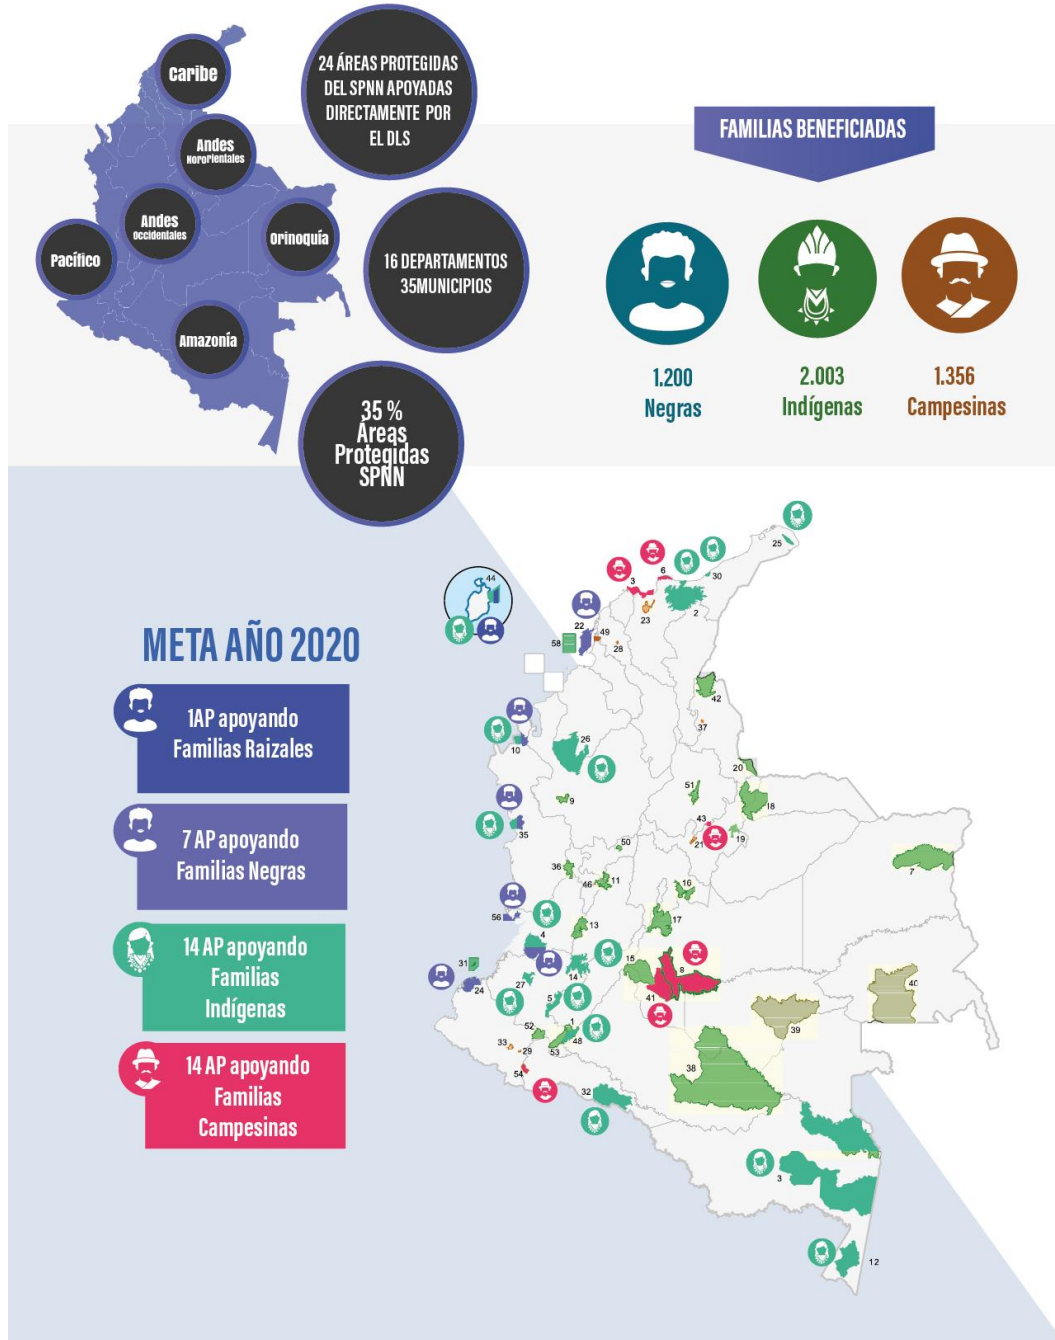 Caribe
Andes
Nororientales
Andes
Occidentales
Pacífico
Orinoquía
Amazonía
24 ÁREAS PROTEGIDAS
DEL SPNN APOYADAS
DIRECTAMENTE POR
EL DLS
16 DEPARTAMENTOS
35MUNICIPIOS
35 %
Áreas
Protegidas
SPNN
FAMILIAS BENEFICIADAS
1.200
Negras
2.003
Indígenas
1.356
Campesinas
META AÑO 2020
1AP apoyando
Familias Raizales
7 AP apoyando
Familias Negras
14 AP apoyando
Familias
Indígenas
14 AP apoyando
Familias
Campesinas
25
44
3
6
30
2
23
22
49
58
28
42
37
10
26
20
51
18
9
43
35
21
19
50
7
36
46
11
16
56
17
4
13
31
15
8
24
27
14
40
41
5
39
52
1
48
33
29
53
54
38
32
3
12